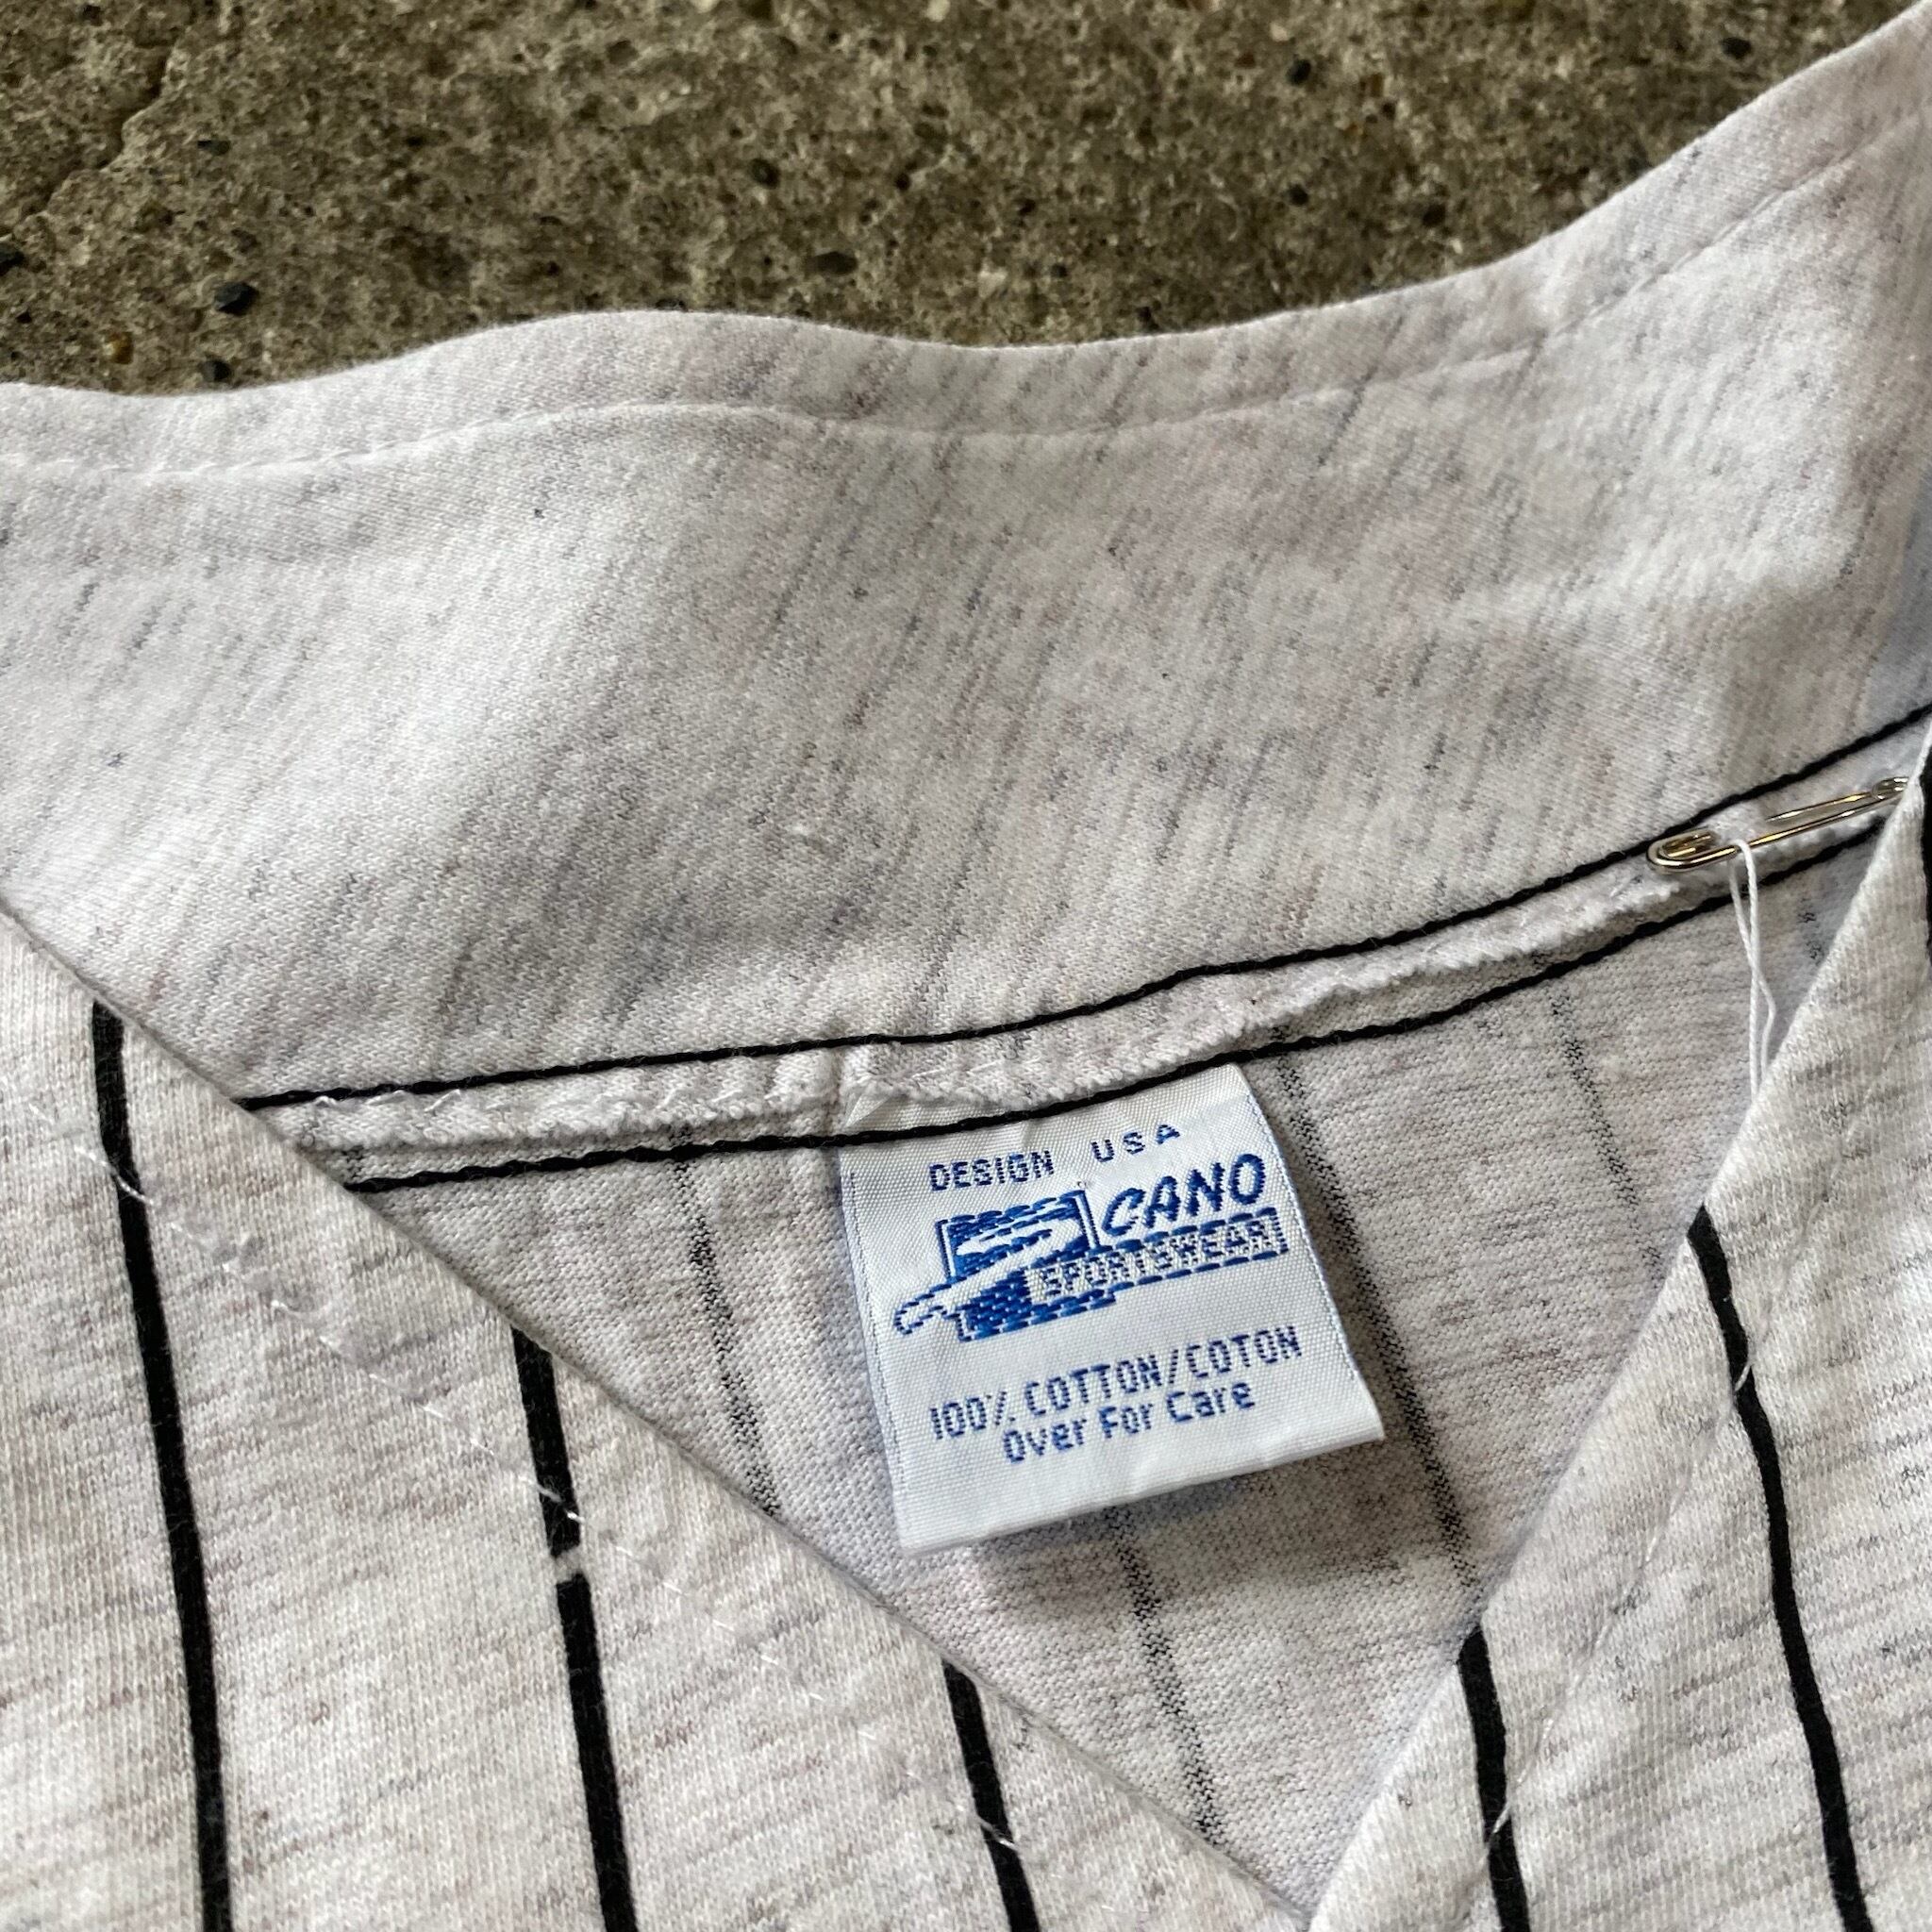 DESIGN USA
CANO
SPORTSWEAR
100% COTTON/COTON
Over For Care